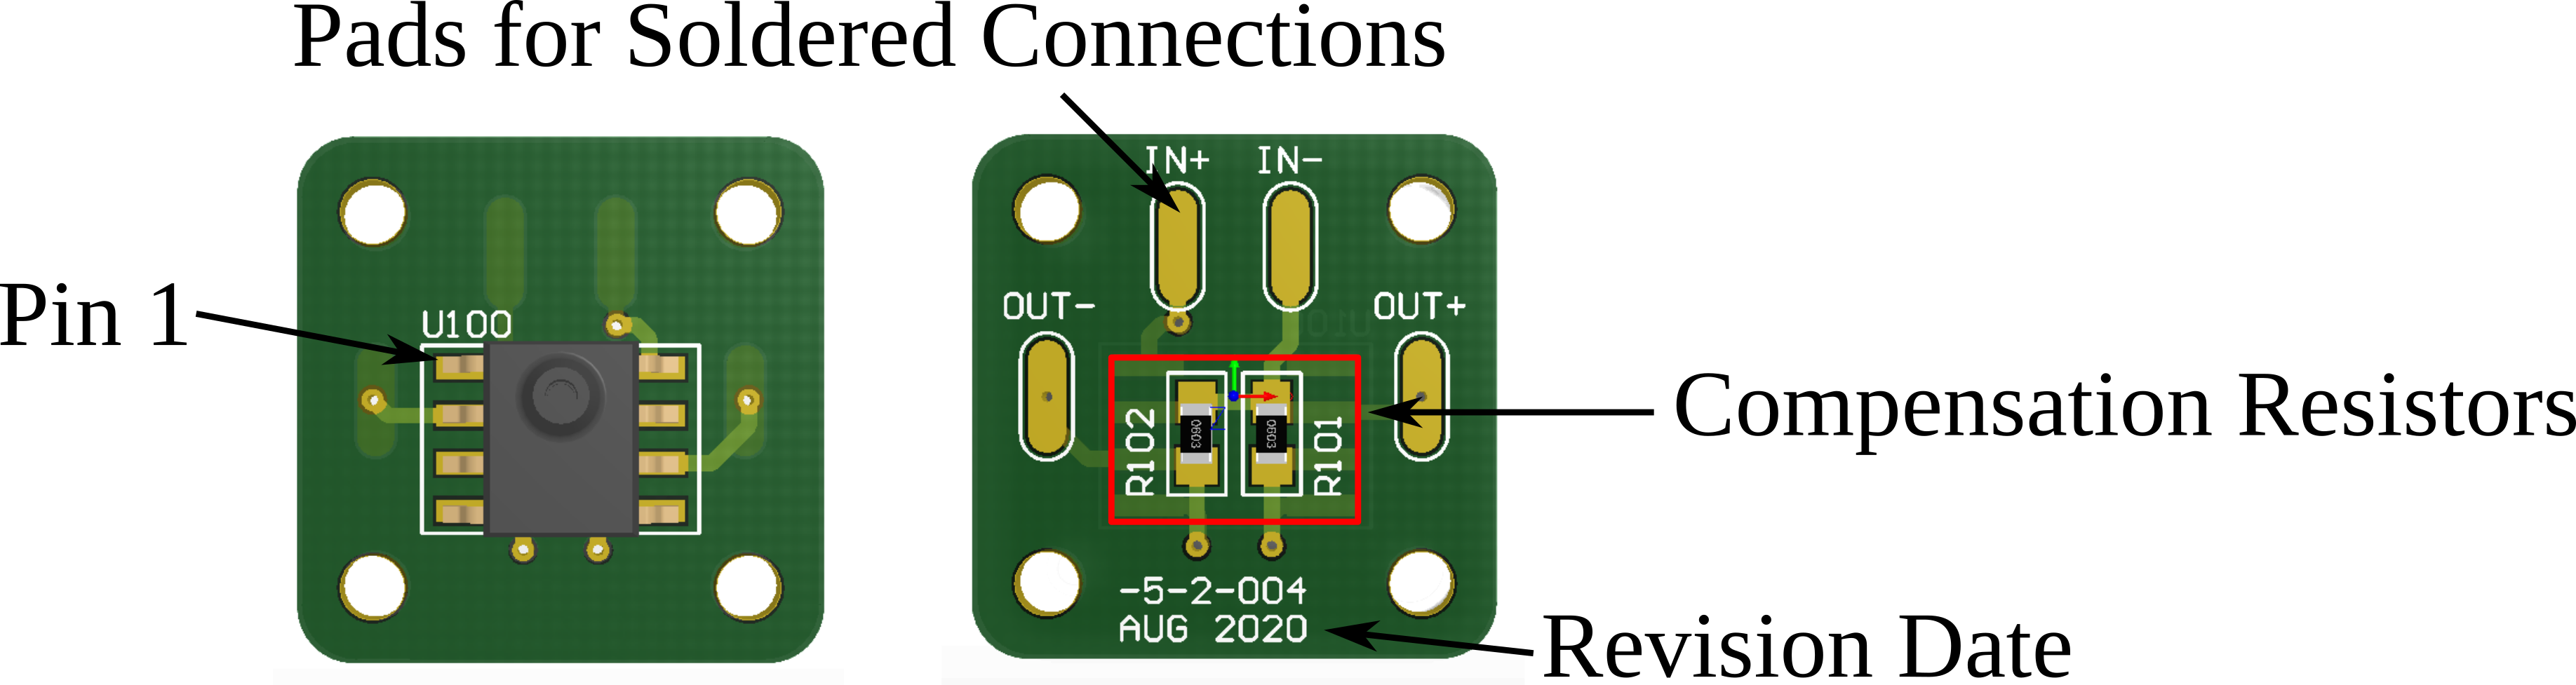 Pads for Soldered Connections
IN+ IN-
Pin 1
U100
OUT- OUT+
R102
0603
0603
R101
Compensation Resistors
-5-2-004
AUG 2020
Revision Date